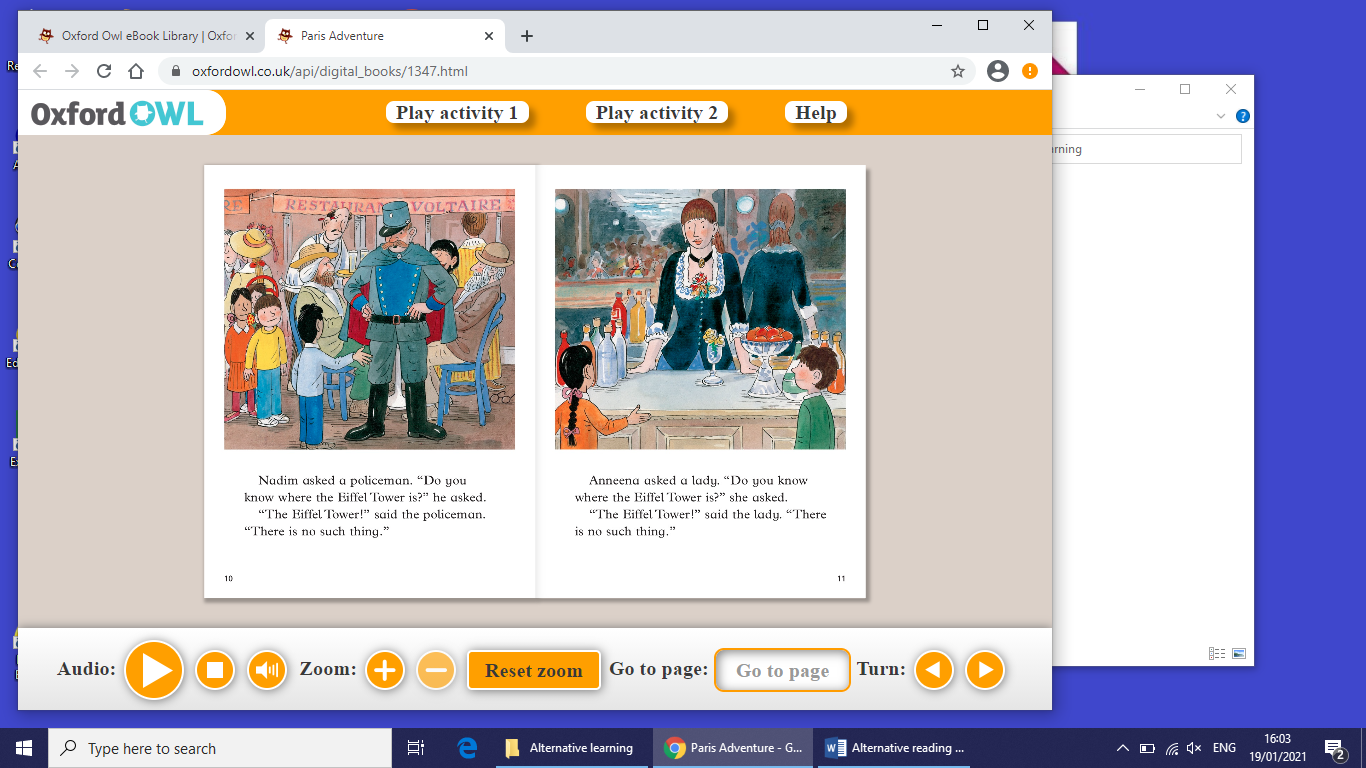 Oxford Owl eBook Library | Oxfo
Paris Adventure
oxfordowl.co.uk/api/digital_books/1347.html
Oxford OWL
Play activity 1
Play activity 2
Help
RESTAURAN VOLTAIRE
Nadim asked a policeman. “Do you
know where the Eiffel Tower is?” he asked.
“The Eiffel Tower!” said the policeman.
“There is no such thing.”
10
Anneena asked a lady. “Do you know
where the Eiffel Tower is?” she asked.
“The Eiffel Tower!” said the lady. “There
is no such thing.”
11
Audio:
Zoom:
Reset zoom
Go to page:
Go to page
Turn:
Type here to search
Alternative learning
Paris Adventure - G...
Alternative reading ...
ENG
16:03
19/01/2021
2